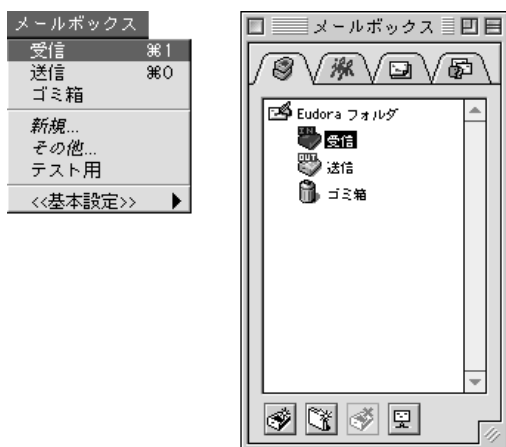 メールボックス
受信 ⌘1
送信 ⌘0
ゴミ箱
新規...
その他...
テスト用
<<基本設定>>
メールボックス
Eudora フォルダ
IN
受信
OUT
送信
ゴミ箱